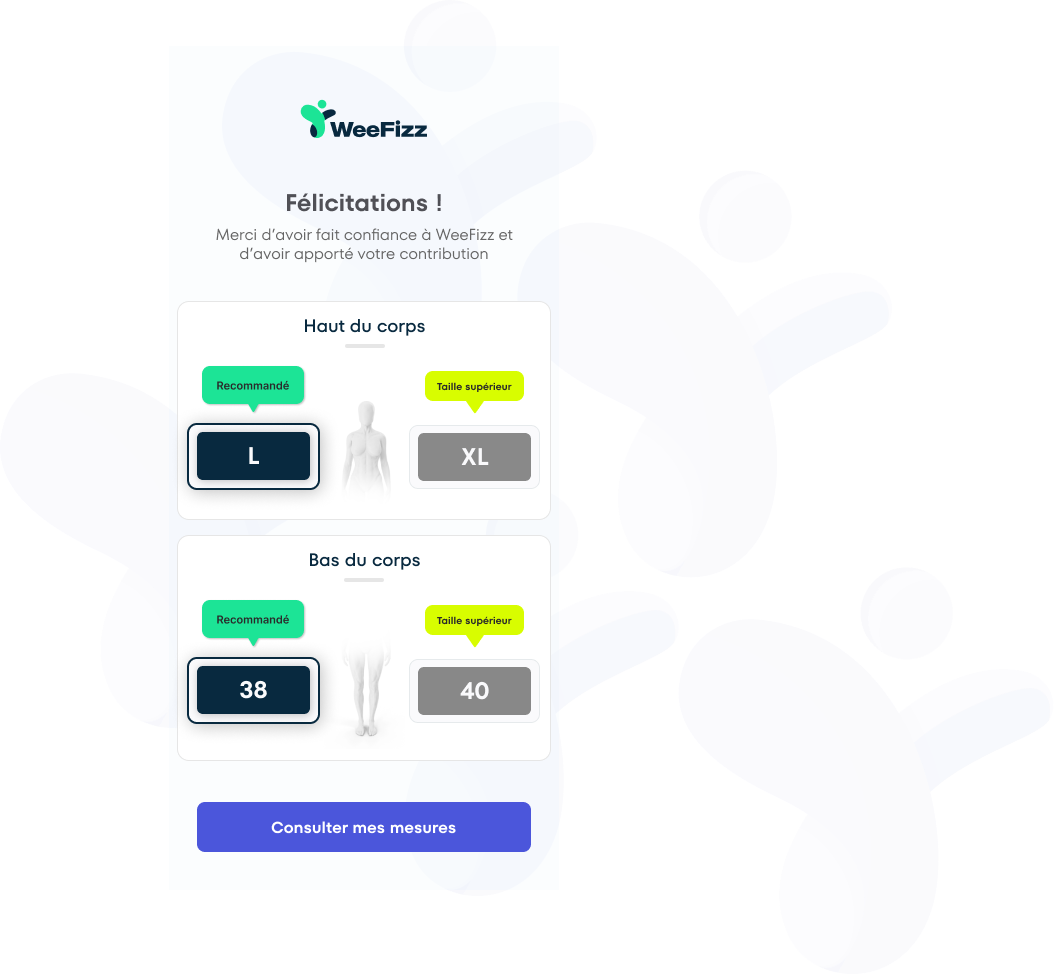 WeeFizz
Félicitations !
Merci d’avoir fait confiance à WeeFizz et
d’avoir apporté votre contribution
Haut du corps
Recommandé
Taille supérieur
L
XL
Bas du corps
Recommandé
Taille supérieur
38
40
Consulter mes mesures